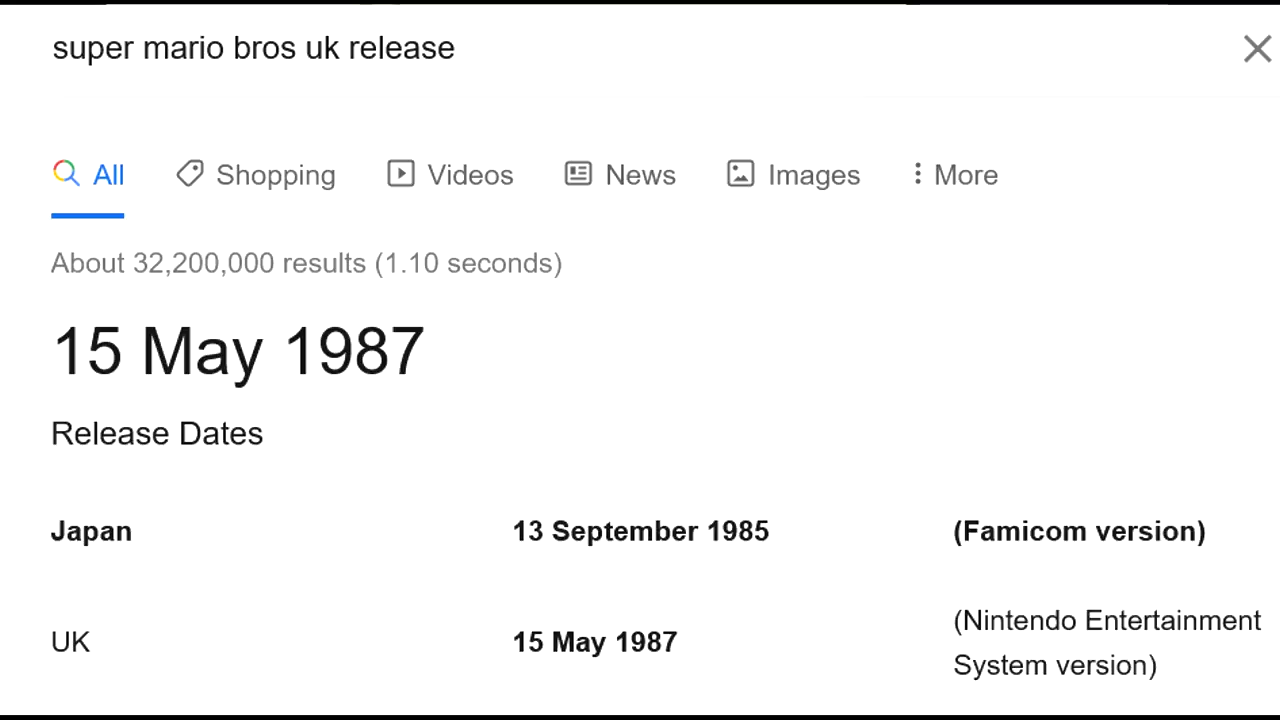 super mario bros uk release
All Shopping Videos News Images More
About 32,200,000 results (1.10 seconds)
15 May 1987
Release Dates
Japan 13 September 1985 (Famicom version)
UK 15 May 1987 (Nintendo Entertainment
System version)